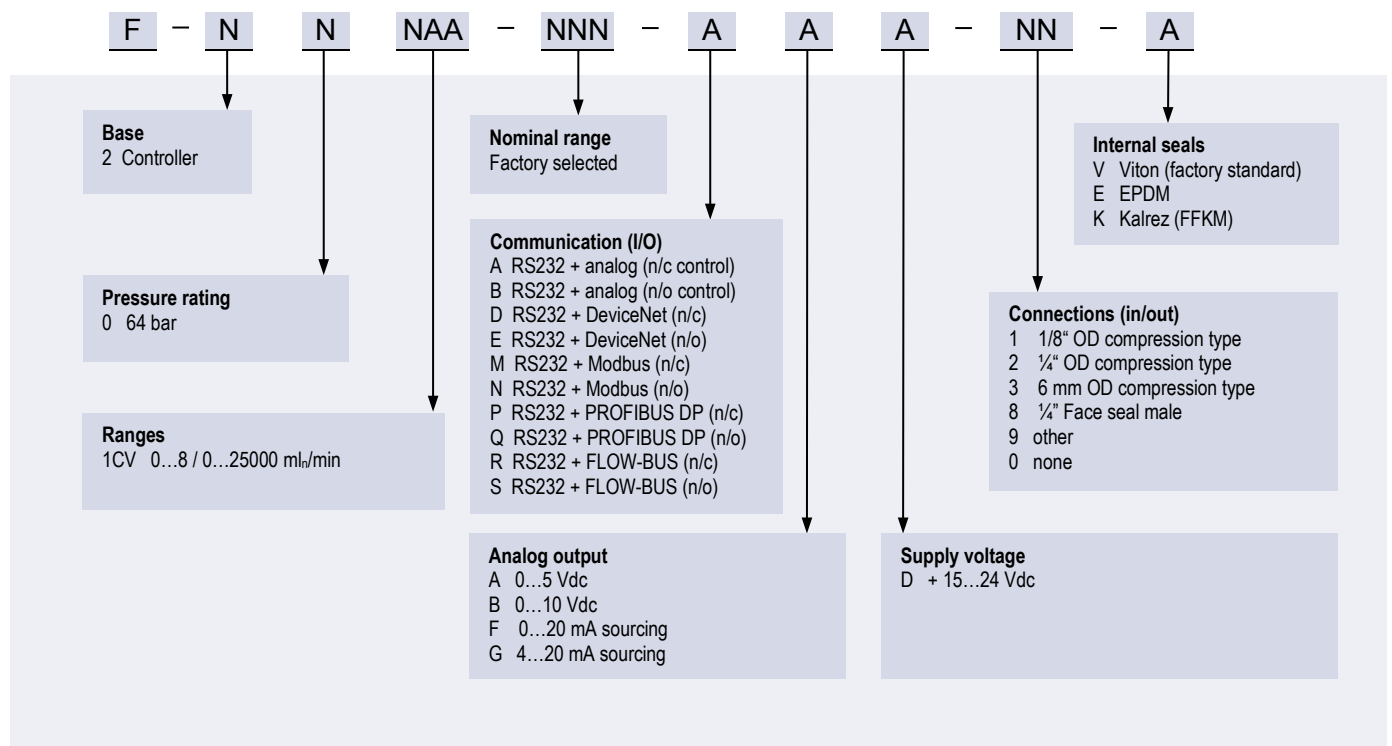 F – N N NAA – NNN – A A A – NN – A
Base
2 Controller
Pressure rating
0 64 bar
Ranges
1CV 0…8 / 0…25000 mlₙ/min
Nominal range
Factory selected
Communication (I/O)
A RS232 + analog (n/c control)
B RS232 + analog (n/o control)
D RS232 + DeviceNet (n/c)
E RS232 + DeviceNet (n/o)
M RS232 + Modbus (n/c)
N RS232 + Modbus (n/o)
P RS232 + PROFIBUS DP (n/c)
Q RS232 + PROFIBUS DP (n/o)
R RS232 + FLOW-BUS (n/c)
S RS232 + FLOW-BUS (n/o)
Analog output
A 0…5 Vdc
B 0…10 Vdc
F 0…20 mA sourcing
G 4…20 mA sourcing
Internal seals
V Viton (factory standard)
E EPDM
K Kalrez (FFKM)
Connections (in/out)
1 1/8“ OD compression type
2 ¼“ OD compression type
3 6 mm OD compression type
8 ¼” Face seal male
9 other
0 none
Supply voltage
D + 15…24 Vdc